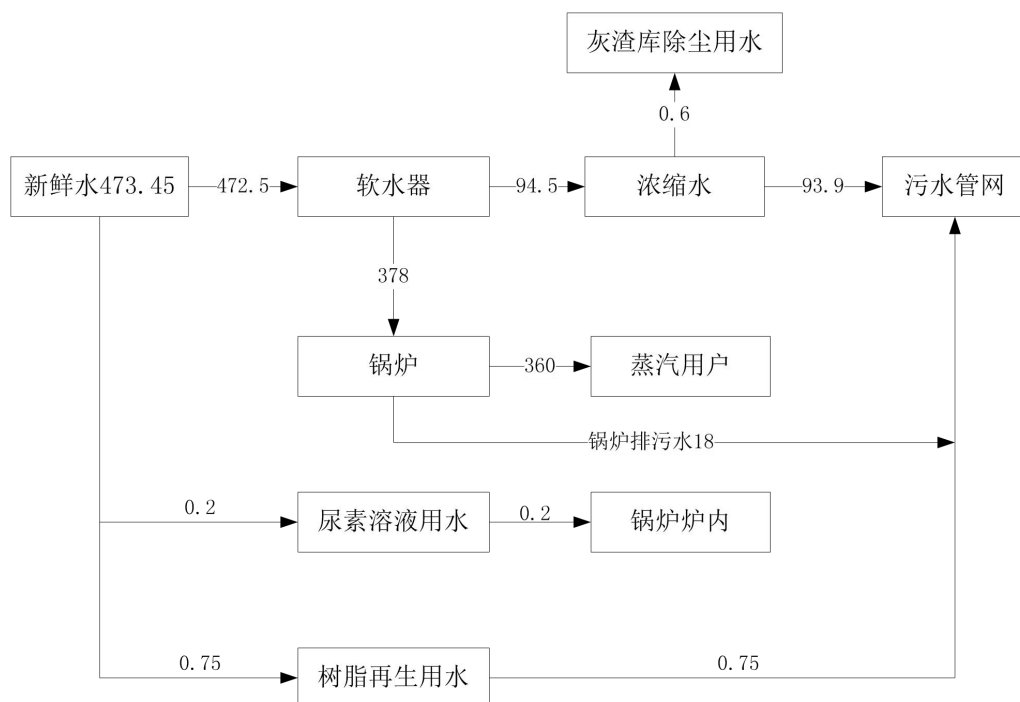 灰渣库除尘用水
0.6
新鲜水473.45
472.5
软水器
94.5
浓缩水
93.9
污水管网
378
锅炉
360
蒸汽用户
锅炉排污水18
0.2
尿素溶液用水
0.2
锅炉炉内
0.75
树脂再生用水
0.75